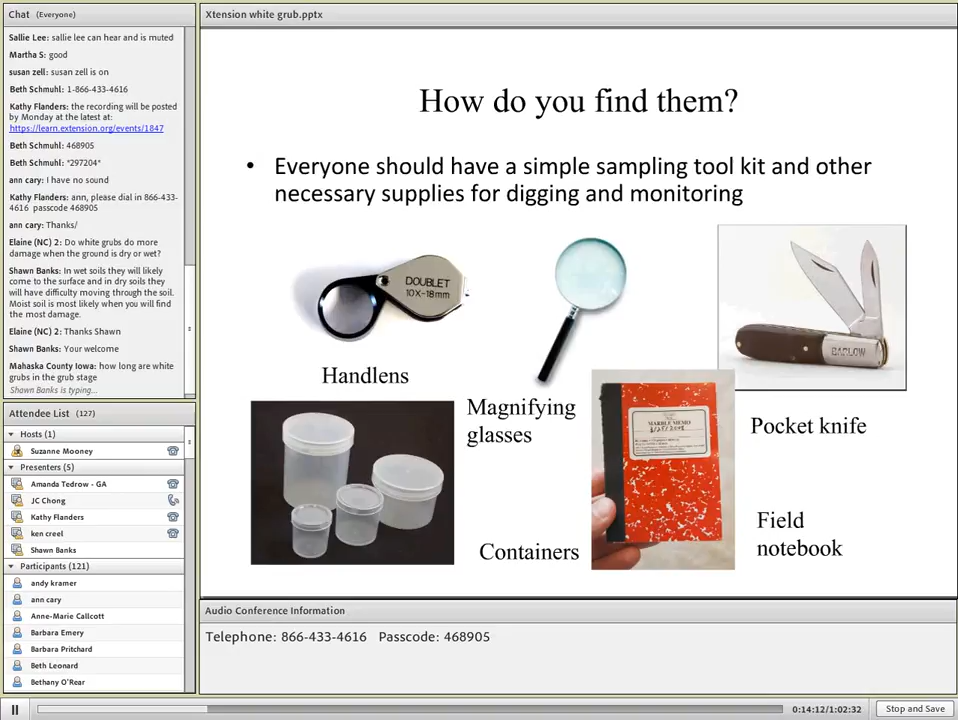 Chat (Everyone)
Sallie Lee: sallie lee can hear and is muted
Martha S: good
susan zell: susan zell is on
Beth Schmuhl: 1-866-433-4616
Kathy Flanders: the recording will be posted
by Monday at the latest at:
https://learn.extension.org/events/1847
Beth Schmuhl: 468905
Beth Schmuhl: *297204*
ann cary: I have no sound
Kathy Flanders: ann, please dial in 866-433-
4616 passcode 468905
ann cary: Thanks/
Elaine (NC) 2: Do white grubs do more
damage when the ground is dry or wet?
Shawn Banks: In wet soils they will likely
come to the surface and in dry soils they
will have difficulty moving through the soil.
Moist soil is most likely when you will find
the most damage.
Elaine (NC) 2: Thanks Shawn
Shawn Banks: Your welcome
Mahaska County Iowa: how long are white
grubs in the grub stage
Shawn Banks is typing...
Attendee List (127)
Hosts (1)
Suzanne Mooney
Presenters (5)
Amanda Tedrow - GA
JC Chong
Kathy Flanders
ken creel
Shawn Banks
Participants (121)
andy kramer
ann cary
Anne-Marie Callcott
Barbara Emery
Barbara Pritchard
Beth Leonard
Bethany O'Rear
Xtension white grub.pptx
How do you find them?
• Everyone should have a simple sampling tool kit and other
necessary supplies for digging and monitoring
DOUBLET
10X-18mm
Handlens
Magnifying
glasses
BARLOW
Pocket knife
Containers
MARBLE MEMO
Field
notebook
Audio Conference Information
Telephone: 866-433-4616 Passcode: 468905
0:14:12/1:02:32
Stop and Save